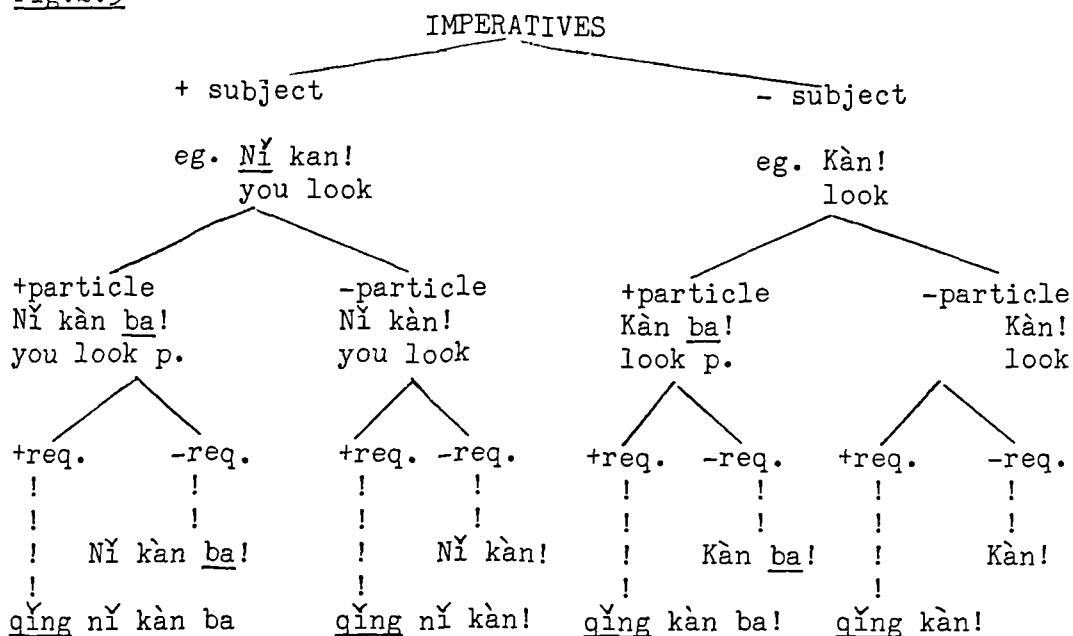 Fig.2.3
IMPERATIVES
+ subject - subject
eg. Nǐ kan! eg. Kàn!
you look look
+particle -particle +particle -particle
Nǐ kàn ba! Nǐ kàn! Kàn ba! Kàn!
you look p. you look look p. look
+req. -req. +req. -req. +req. -req. +req. -req.
! ! ! ! ! ! ! !
! ! ! ! ! ! ! !
! Nǐ kàn ba! ! Nǐ kàn! ! Kàn ba! ! Kàn!
! ! ! !
qǐng nǐ kàn ba qǐng nǐ kàn! qǐng kàn ba! qǐng kàn!